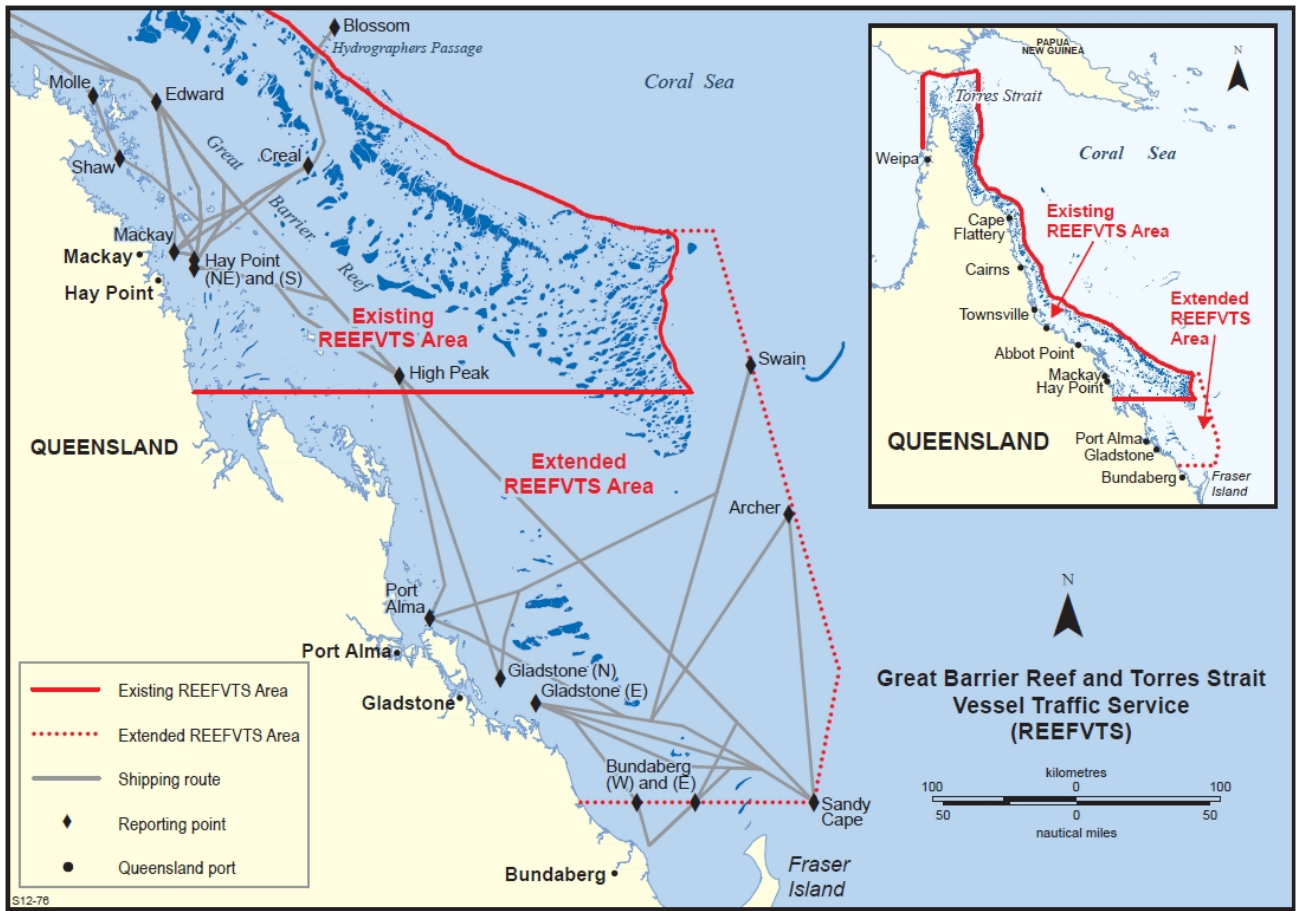 Blossom
Hydrographers Passage
Molle
Edward
Coral Sea
Great
Barrier
Reef
Creal
Shaw
Mackay
Mackay
Hay Point
(NE) and (S)
Hay Point
Existing
REEFVTS Area
High Peak
Swain
QUEENSLAND
Extended
REEFVTS Area
Archer
Port
Alma
Port Alma
Gladstone (N)
Gladstone (E)
Gladstone
Bundaberg
(W) and (E)
Sandy
Cape
Bundaberg
Fraser
Island
Existing REEFVTS Area
Extended REEFVTS Area
Shipping route
Reporting point
Queensland port
S12-76
PAPUA
NEW GUINEA
N
Torres Strait
Coral Sea
Weipa
Cape
Flattery
Existing
REEFVTS Area
Cairns
Extended
REEFVTS
Area
Townsville
Abbot Point
Mackay
Hay Point
QUEENSLAND
Port Alma
Gladstone
Bundaberg
Fraser
Island
N
Great Barrier Reef and Torres Strait
Vessel Traffic Service
(REEFVTS)
kilometres
100 0 100
50 0 50
nautical miles